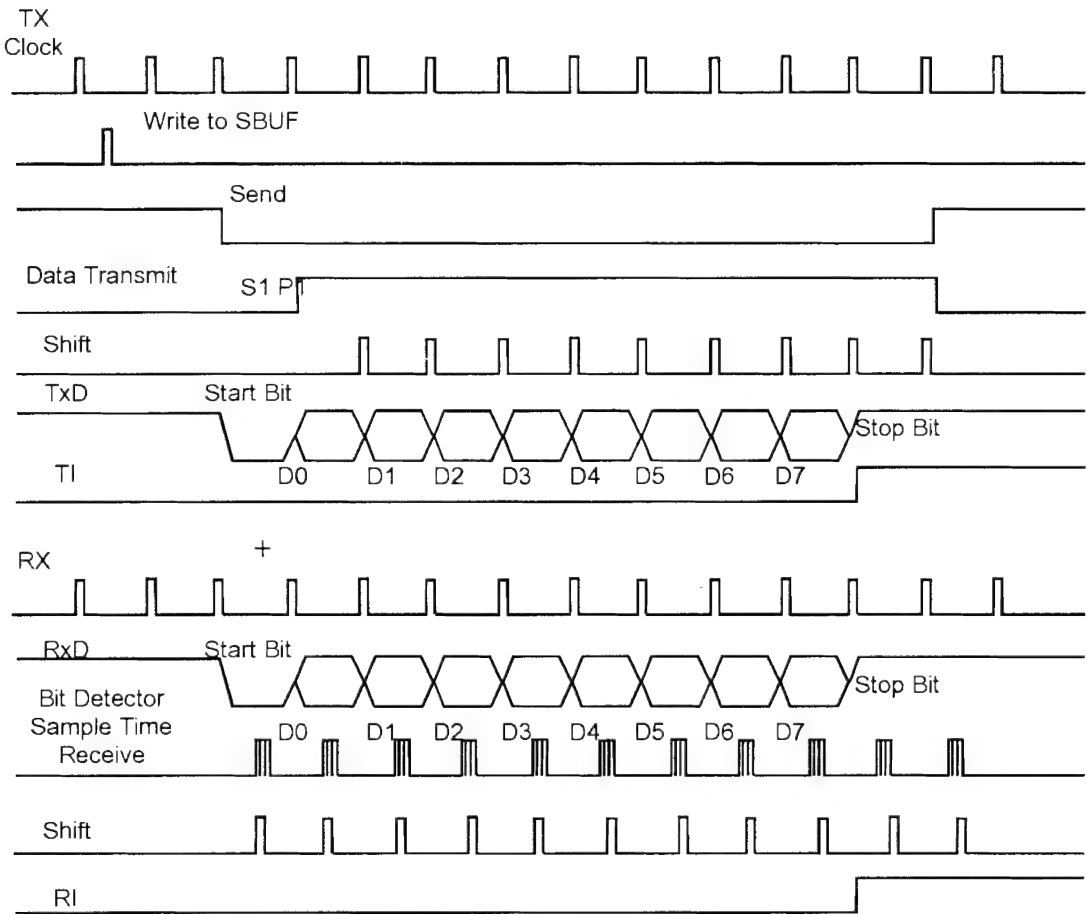 TX
Clock
Write to SBUF
Send
Data Transmit
S1 P1
Shift
TxD
Start Bit
Stop Bit
D0 D1 D2 D3 D4 D5 D6 D7
TI
+
RX
RxD
Start Bit
Stop Bit
Bit Detector
Sample Time
Receive
D0 D1 D2 D3 D4 D5 D6 D7
Shift
RI